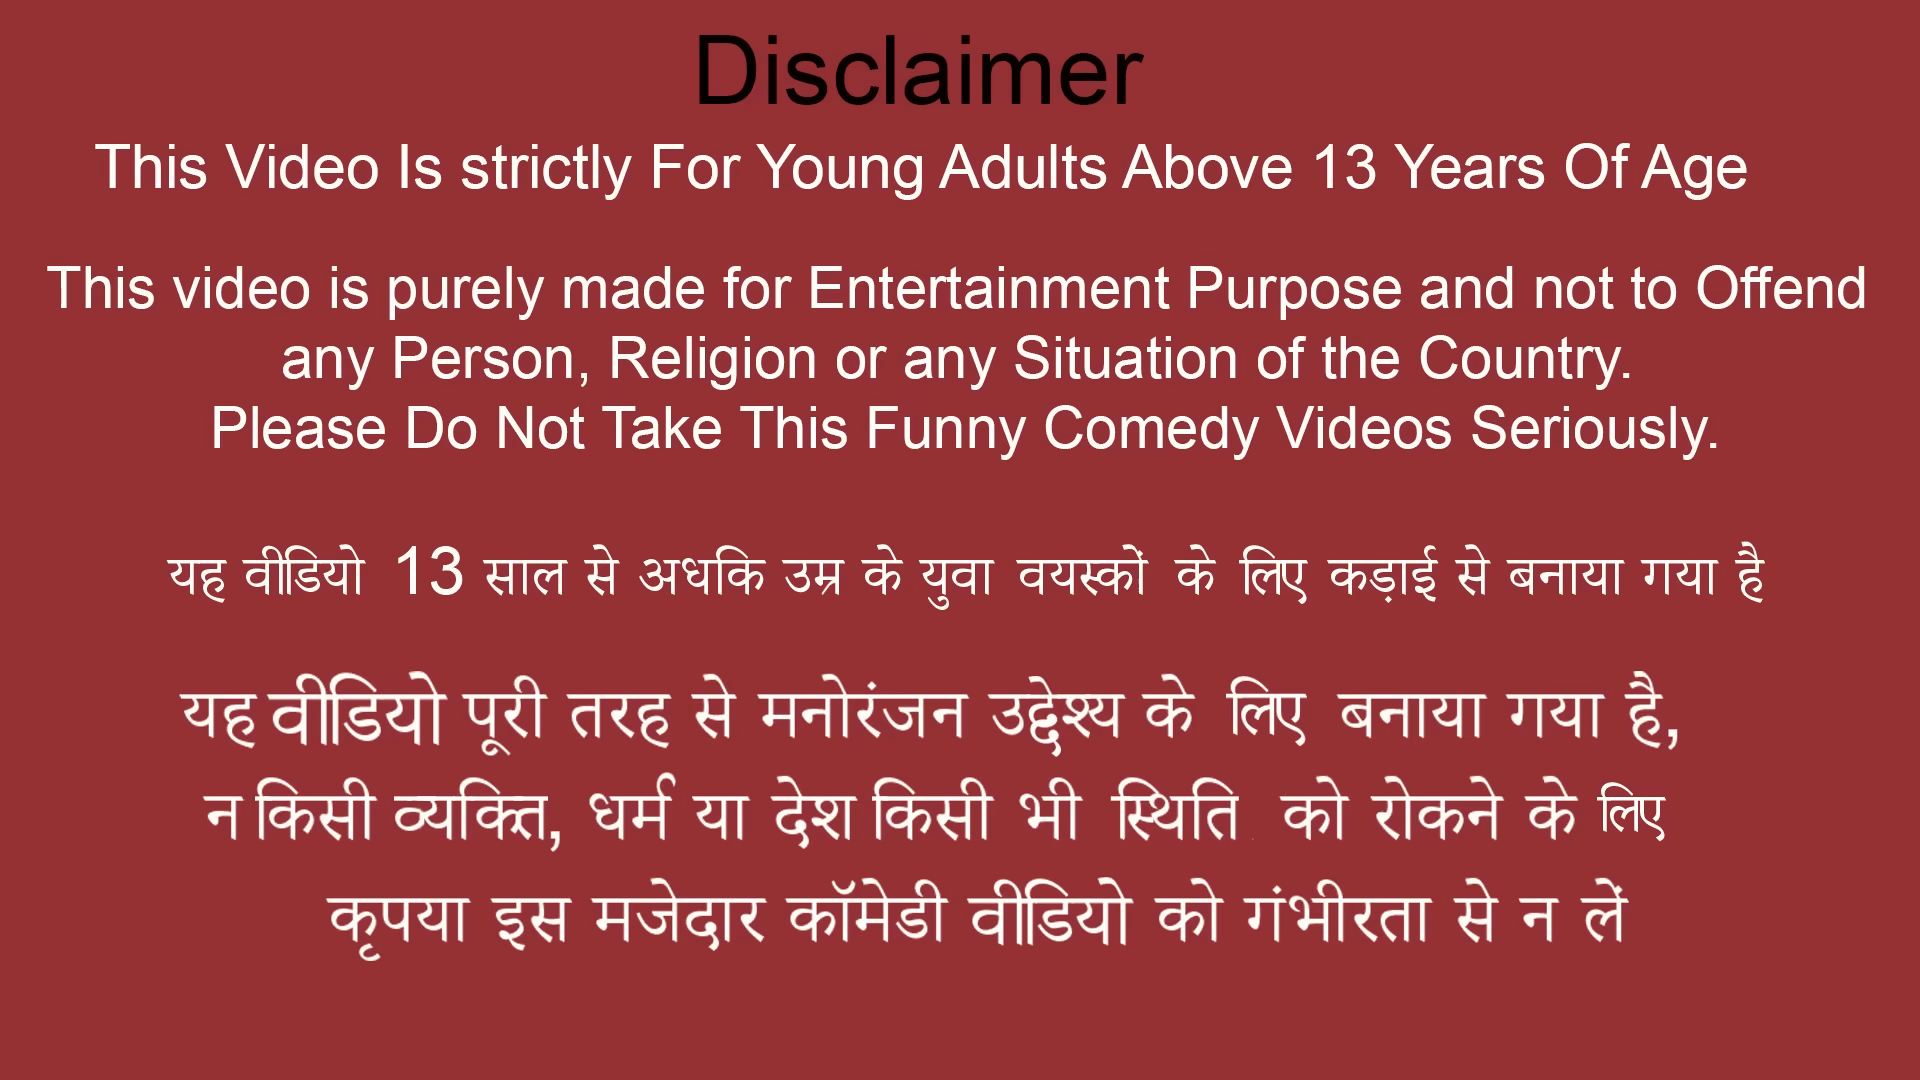 Disclaimer
This Video Is strictly For Young Adults Above 13 Years Of Age
This video is purely made for Entertainment Purpose and not to Offend
any Person, Religion or any Situation of the Country.
Please Do Not Take This Funny Comedy Videos Seriously.
यह वीडियो 13 साल से अधकि उम्र के युवा वयस्कों के लिए कड़ाई से बनाया गया है
यह वीडियो पूरी तरह से मनोरंजन उद्देश्य के लिए बनाया गया है,
न किसी व्यक्ति, धर्म या देश किसी भी स्थिति को रोकने के लिए
कृपया इस मजेदार कॉमेडी वीडियो को गंभीरता से न लें